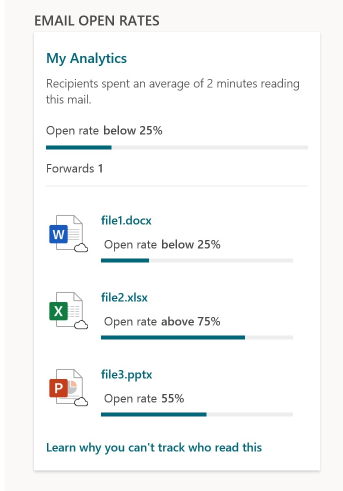 EMAIL OPEN RATES
My Analytics
Recipients spent an average of 2 minutes reading
this mail.
Open rate below 25%
Forwards 1
W
file1.docx
Open rate below 25%
X
file2.xlsx
Open rate above 75%
P
file3.pptx
Open rate 55%
Learn why you can't track who read this